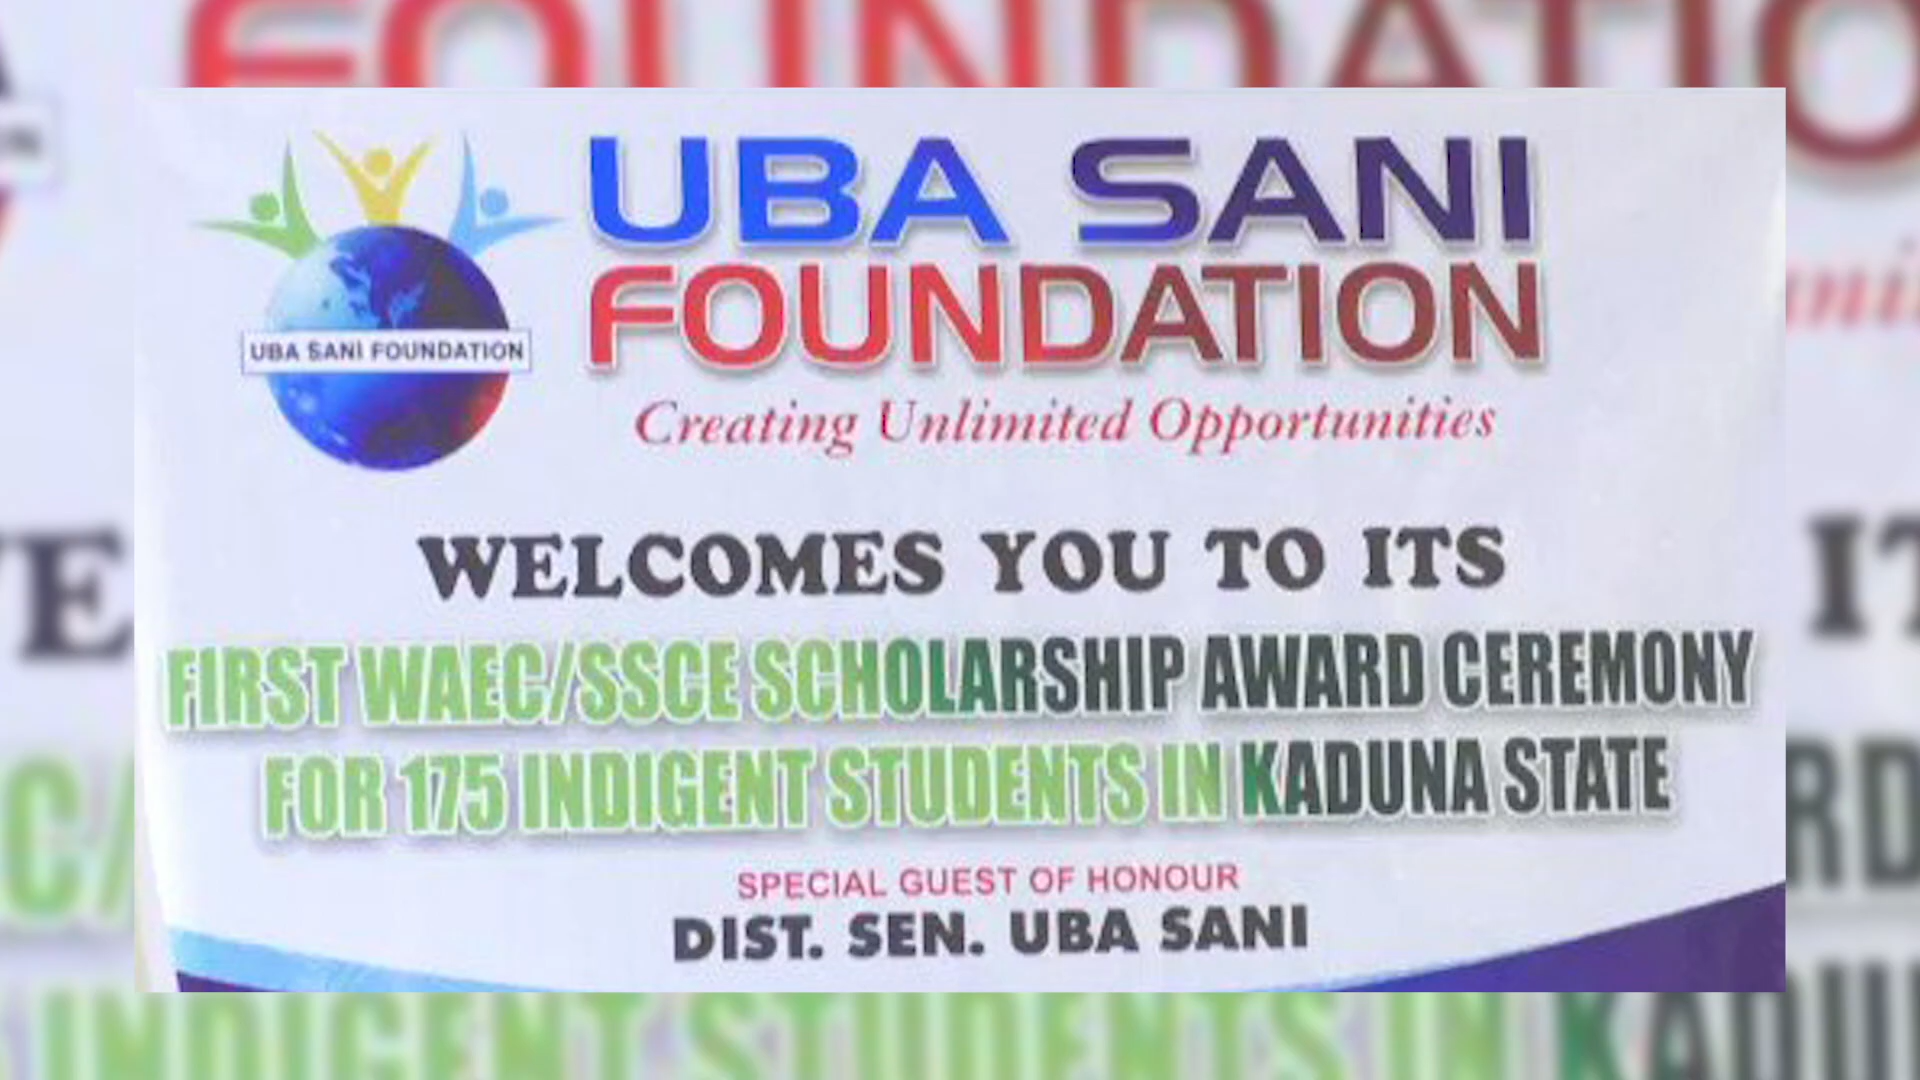 UBA SANI
FOUNDATION
UBA SANI FOUNDATION
Creating Unlimited Opportunities
WELCOMES YOU TO ITS
FIRST WAEC/SSCE SCHOLARSHIP AWARD CEREMONY
FOR 175 INDIGENT STUDENTS IN KADUNA STATE
SPECIAL GUEST OF HONOUR
DIST. SEN. UBA SANI